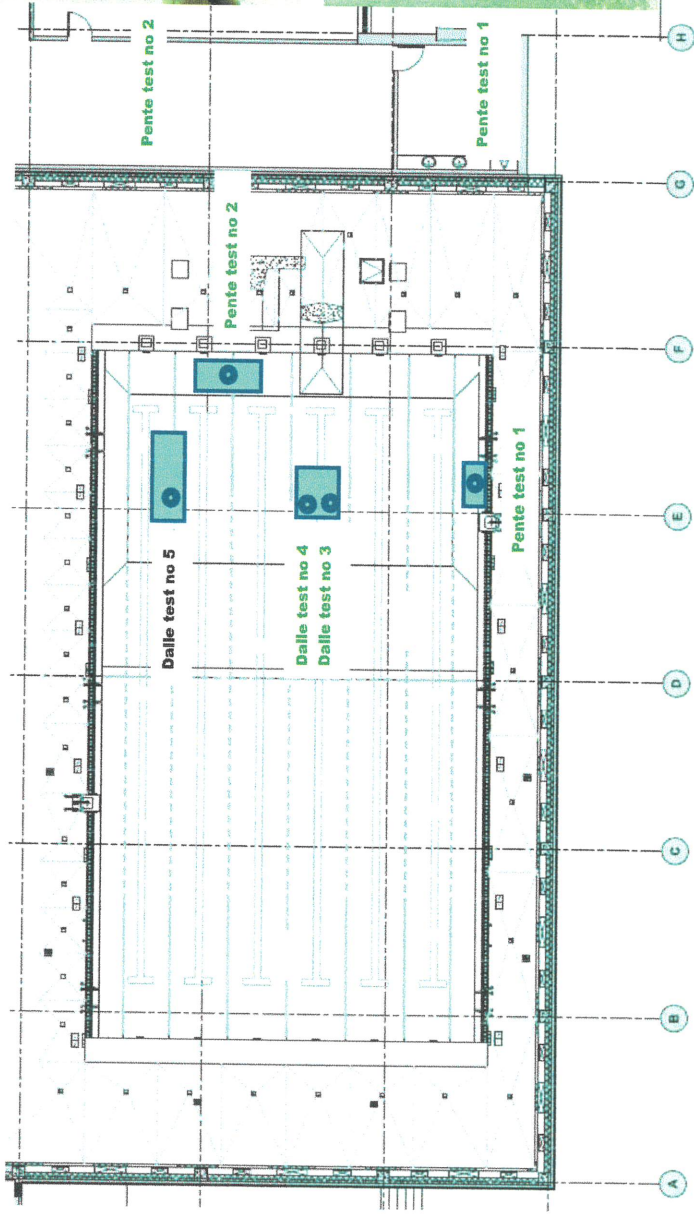 Pente test no 2
Pente test no 1
Pente test no 2
Dalle test no 5
Dalle test no 4
Dalle test no 3
Pente test no 1
H
G
F
E
D
C
B
A